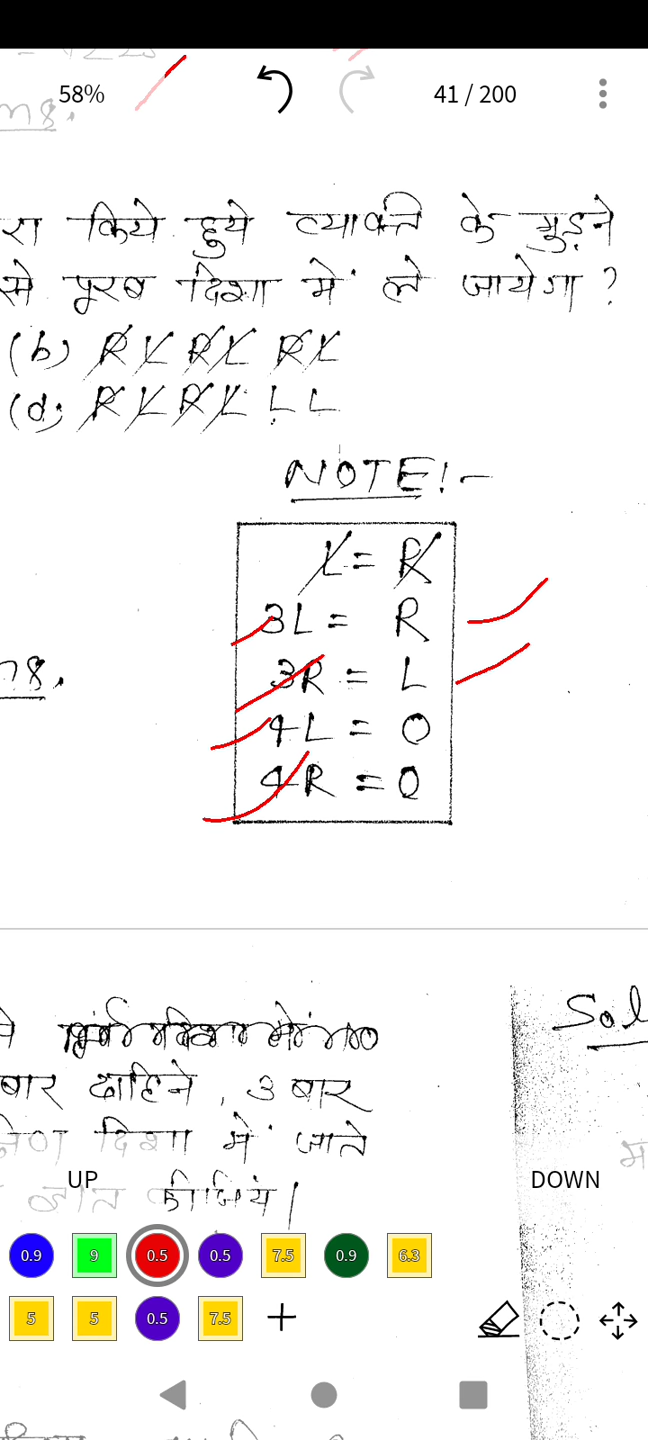 58%
41 / 200
रा किये हुये व्यक्ति के मुड़ने
से पूरब दिशा में ले जायेगा ?
(b) R L R L R L
(d) R L R L L L
NOTE! -
L = R
3L = R
3R = L
4L = 0
4R = 0
ns.
Sol
बार दाहिने , 3 बार
दिशा में जाते
कीजिये |
UP
DOWN
0.9 9 0.5 0.5 7.5 0.9 6.3
5 5 0.5 7.5 +